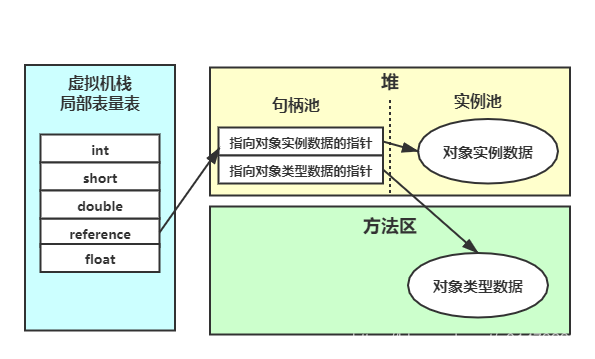 虚拟机栈
局部表量表
int
short
double
reference
float
堆
句柄池
实例池
指向对象实例数据的指针
指向对象类型数据的指针
对象实例数据
方法区
对象类型数据